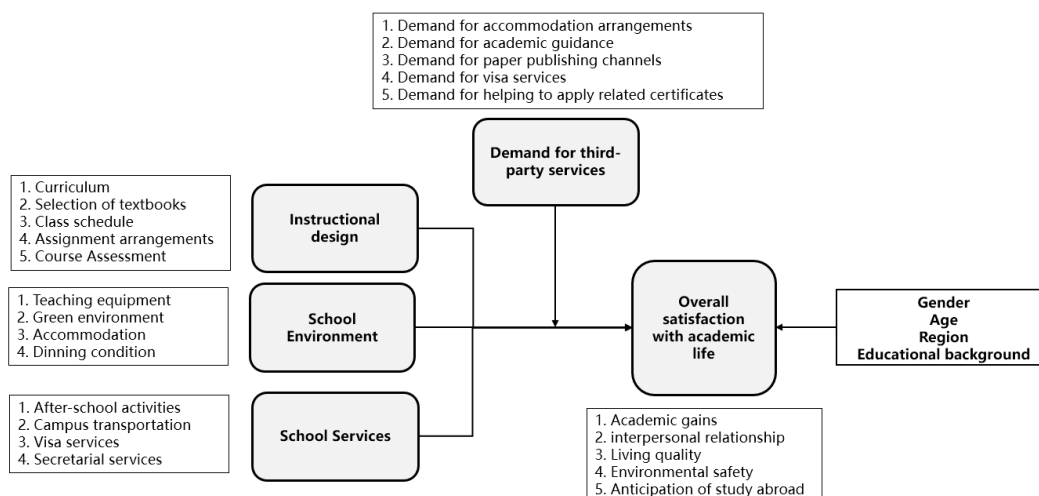 1. Demand for accommodation arrangements
2. Demand for academic guidance
3. Demand for paper publishing channels
4. Demand for visa services
5. Demand for helping to apply related certificates
Demand for third-
party services
1. Curriculum
2. Selection of textbooks
3. Class schedule
4. Assignment arrangements
5. Course Assessment
Instructional
design
1. Teaching equipment
2. Green environment
3. Accommodation
4. Dinning condition
School
Environment
Overall
satisfaction
with academic
life
Gender
Age
Region
Educational background
1. After-school activities
2. Campus transportation
3. Visa services
4. Secretarial services
School Services
1. Academic gains
2. interpersonal relationship
3. Living quality
4. Environmental safety
5. Anticipation of study abroad